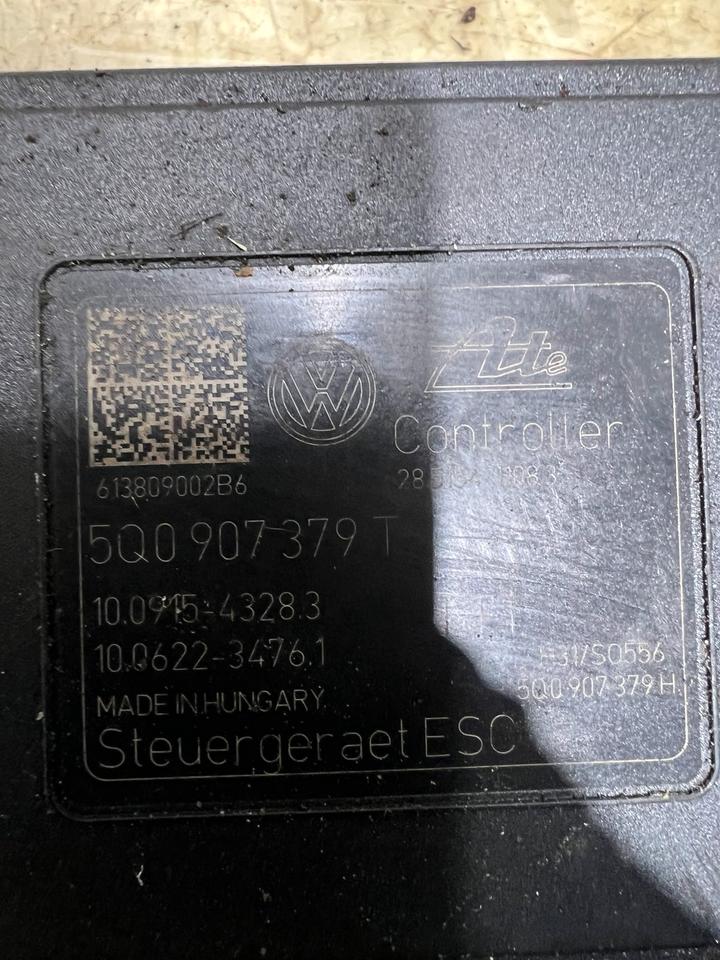 Ate
Controller
613809002B6
5Q0 907 379 T
10.0915-4328.3
10.0622-3476.1
H31/S0556
MADE IN HUNGARY
5Q0 907 379 H
Steuergeraet ESC